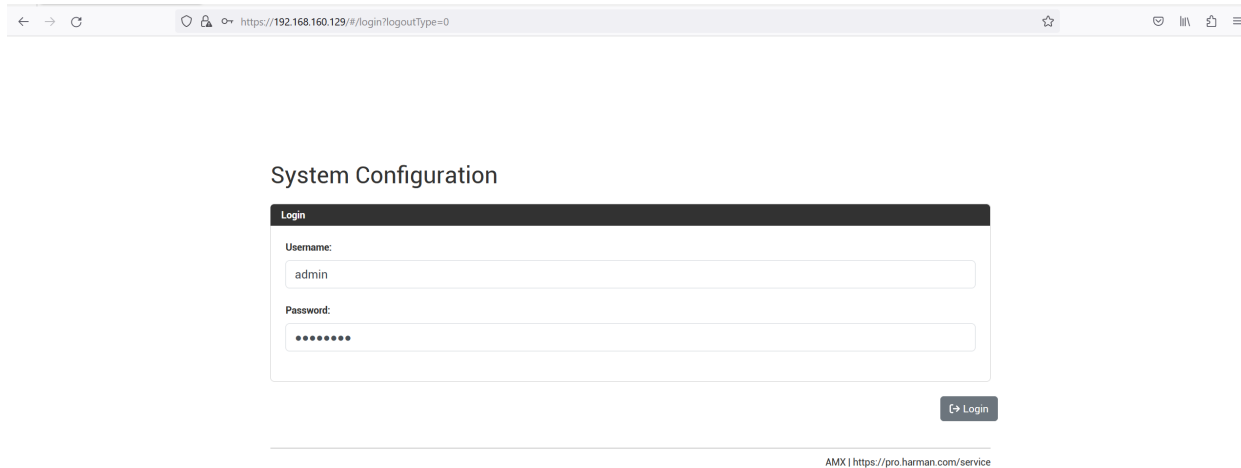 https://192.168.160.129/#/login?logoutType=0
System Configuration
Login
Username:
admin
Password:
••••••••
Login
AMX | https://pro.harman.com/service